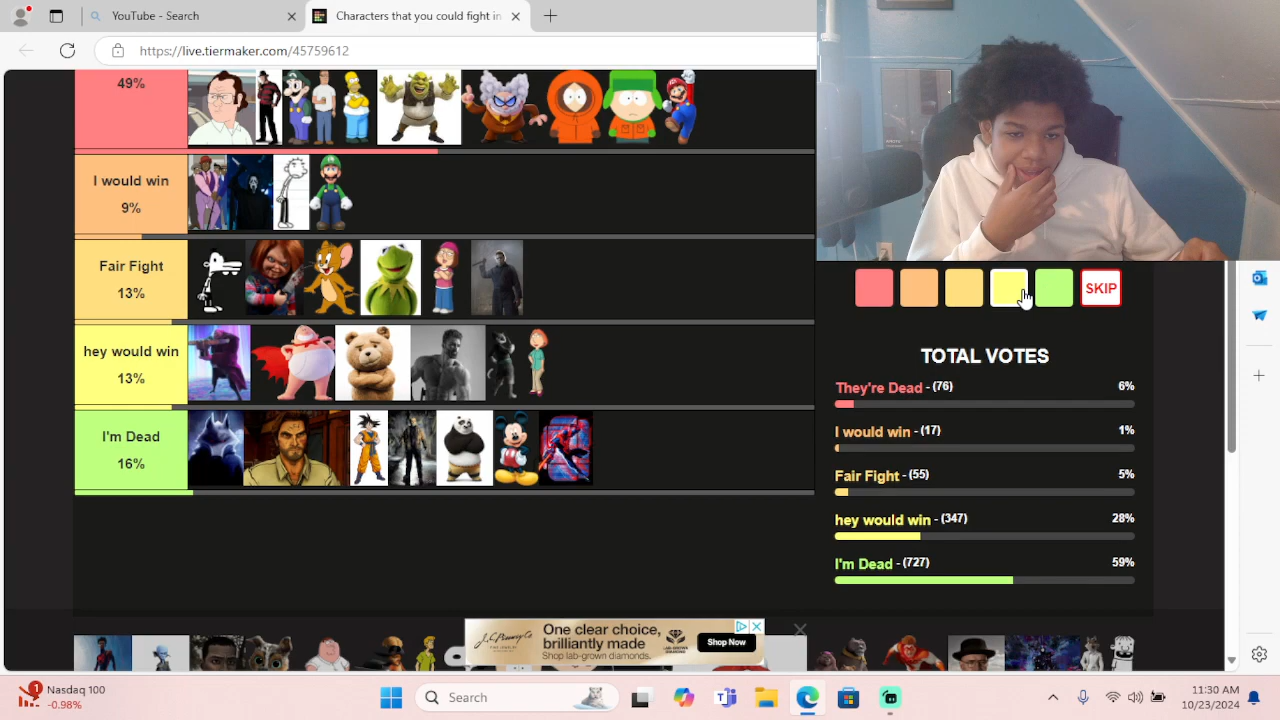 YouTube - Search
Characters that you could fight in
https://live.tiermaker.com/45759612
49%
I would win
9%
Fair Fight
13%
hey would win
13%
I'm Dead
16%
SKIP
TOTAL VOTES
They're Dead - (76) 6%
I would win - (17) 1%
Fair Fight - (55) 5%
hey would win - (347) 28%
I'm Dead - (727) 59%
JCPenney
One clear choice,
brilliantly made
Shop lab-grown diamonds.
Shop Now
Nasdaq 100
-0.98%
1
Search
11:30 AM
10/23/2024